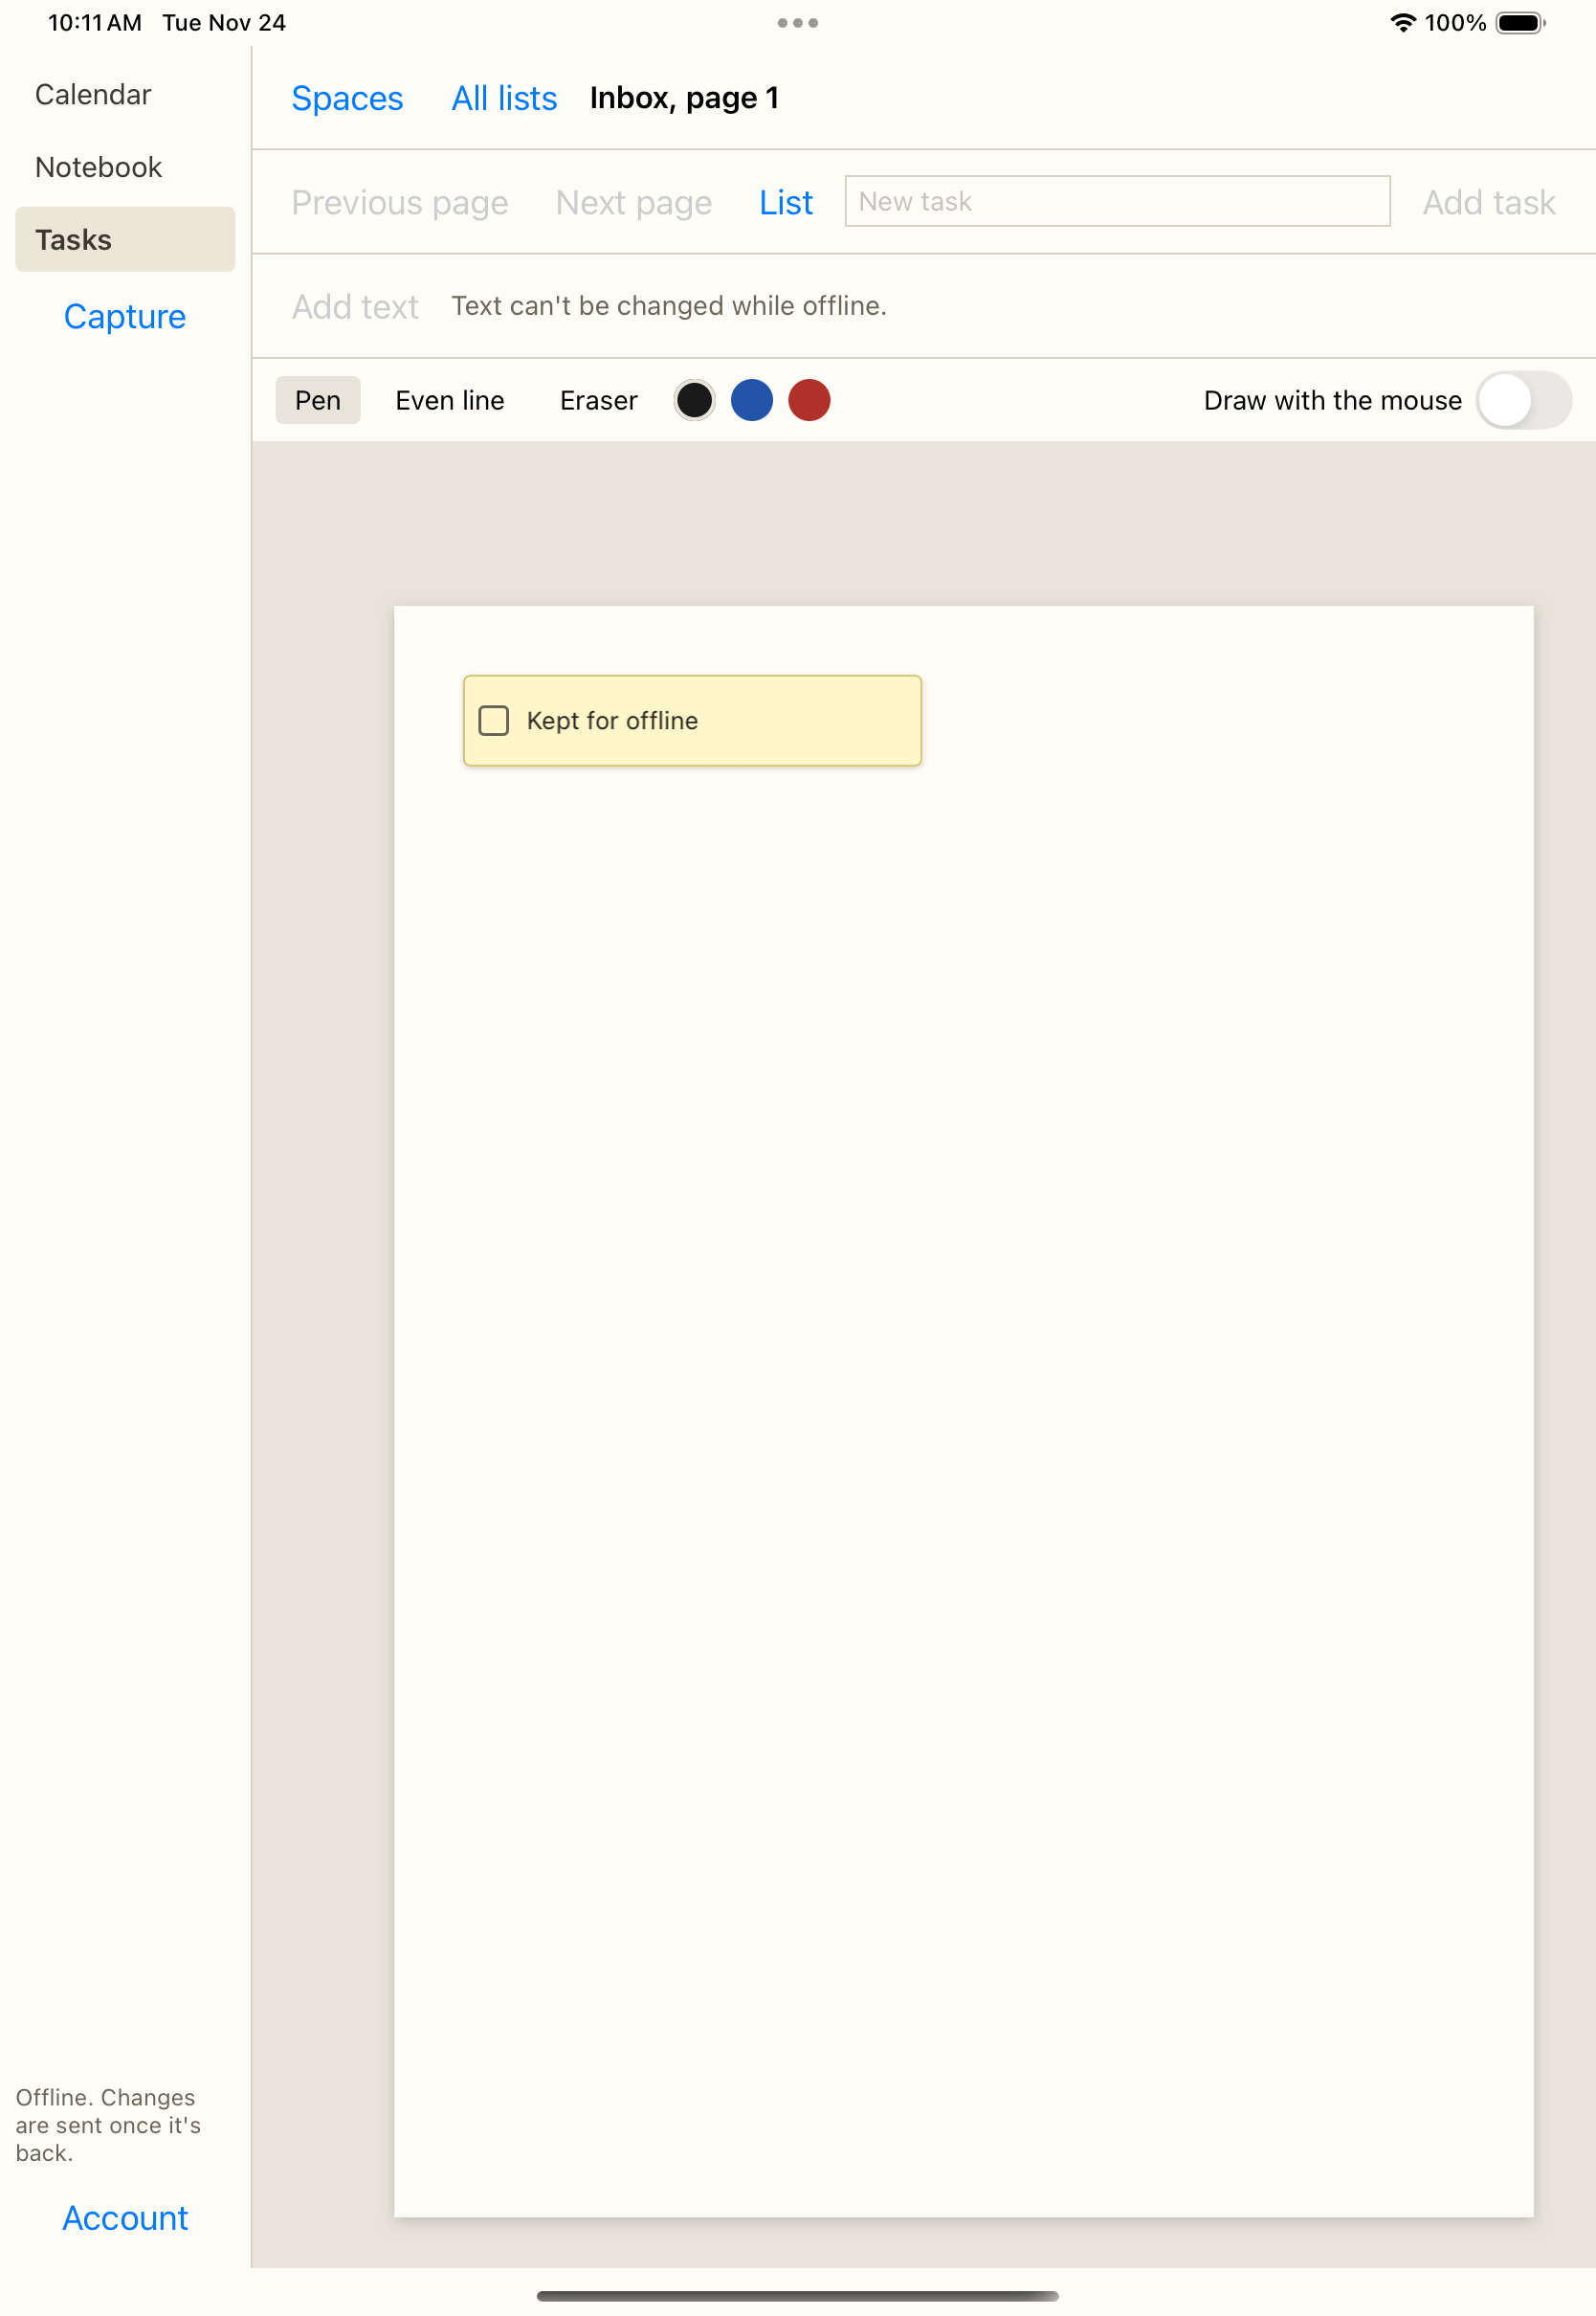 10:11 AM Tue Nov 24
100%
Calendar
Notebook
Tasks
Capture
Spaces All lists Inbox, page 1
Previous page Next page List New task Add task
Add text Text can't be changed while offline.
Pen Even line Eraser Draw with the mouse
Kept for offline
Offline. Changes
are sent once it's
back.
Account